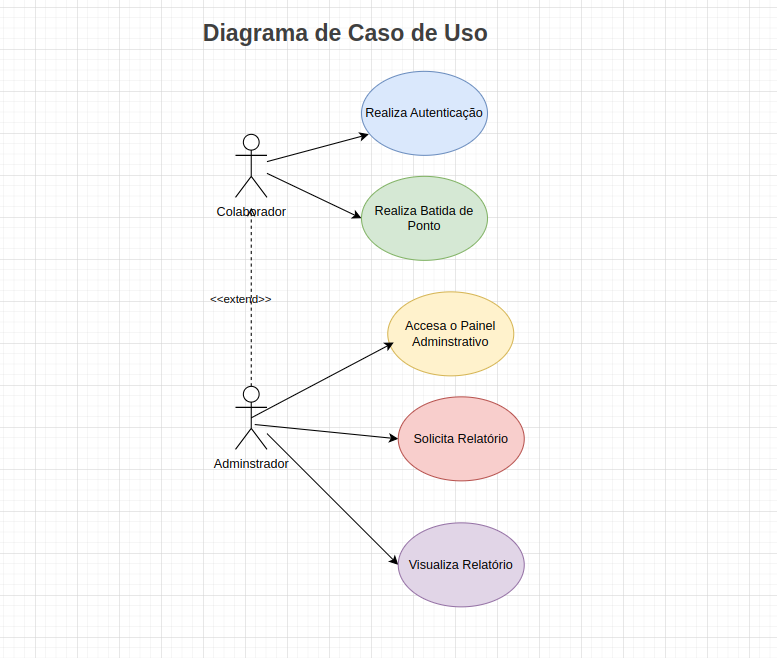 Diagrama de Caso de Uso
Realiza Autenticação
Colaborador
Realiza Batida de
Ponto
<<extend>>
Accesa o Painel
Adminstrativo
Solicita Relatório
Adminstrador
Visualiza Relatório